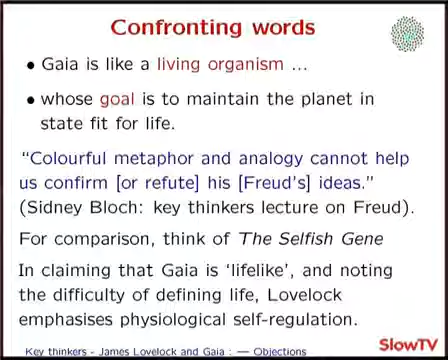 Confronting words
• Gaia is like a living organism ...
• whose goal is to maintain the planet in
state fit for life.
“Colourful metaphor and analogy cannot help
us confirm [or refute] his [Freud's] ideas.”
(Sidney Bloch: key thinkers lecture on Freud).
For comparison, think of The Selfish Gene
In claiming that Gaia is ‘lifelike’, and noting
the difficulty of defining life, Lovelock
emphasises physiological self-regulation.
Key thinkers - James Lovelock and Gaia : — Objections
SlowTV